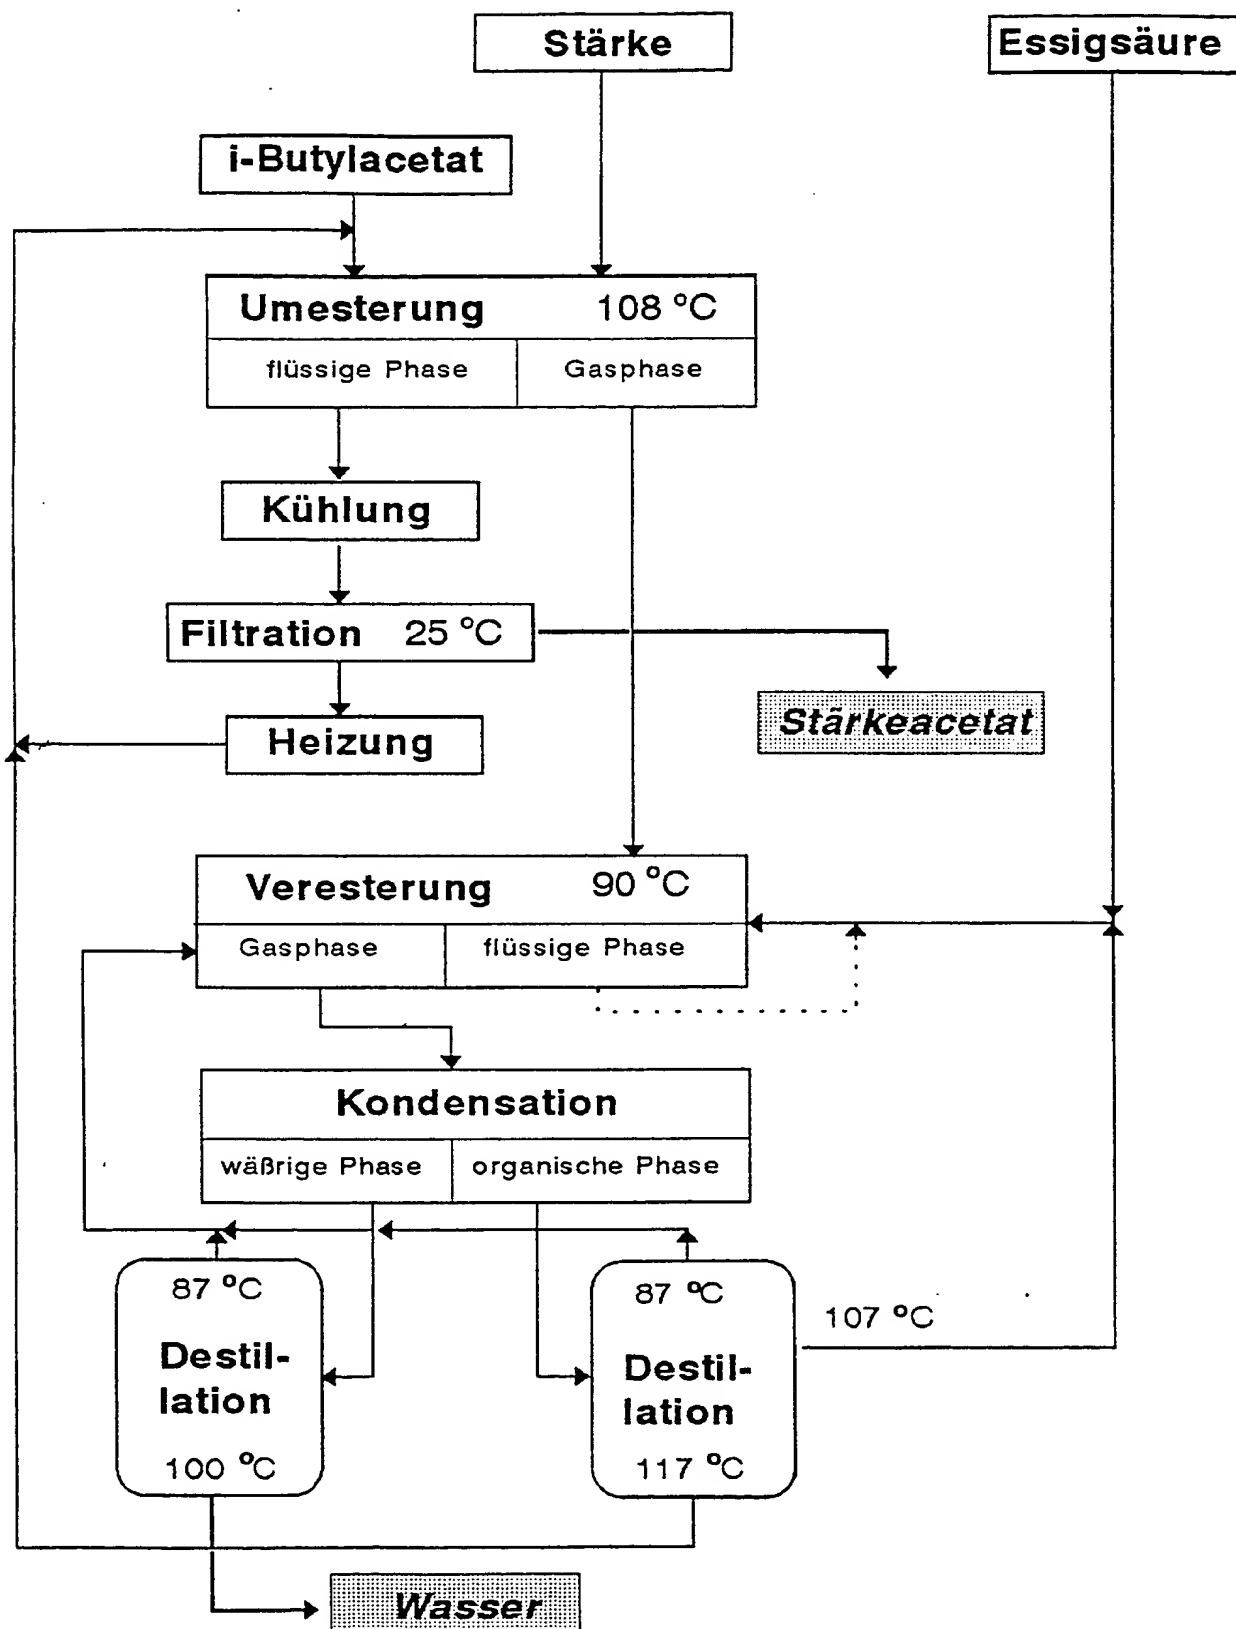 Stärke
Essigsäure
i-Butylacetat
Umesterung 108 °C
flüssige Phase Gasphase
Kühlung
Filtration 25 °C
Stärkeacetat
Heizung
Veresterung 90 °C
Gasphase flüssige Phase
Kondensation
wäßrige Phase organische Phase
87 °C
Destil-
lation
100 °C
87 °C
Destil-
lation
117 °C
107 °C
Wasser